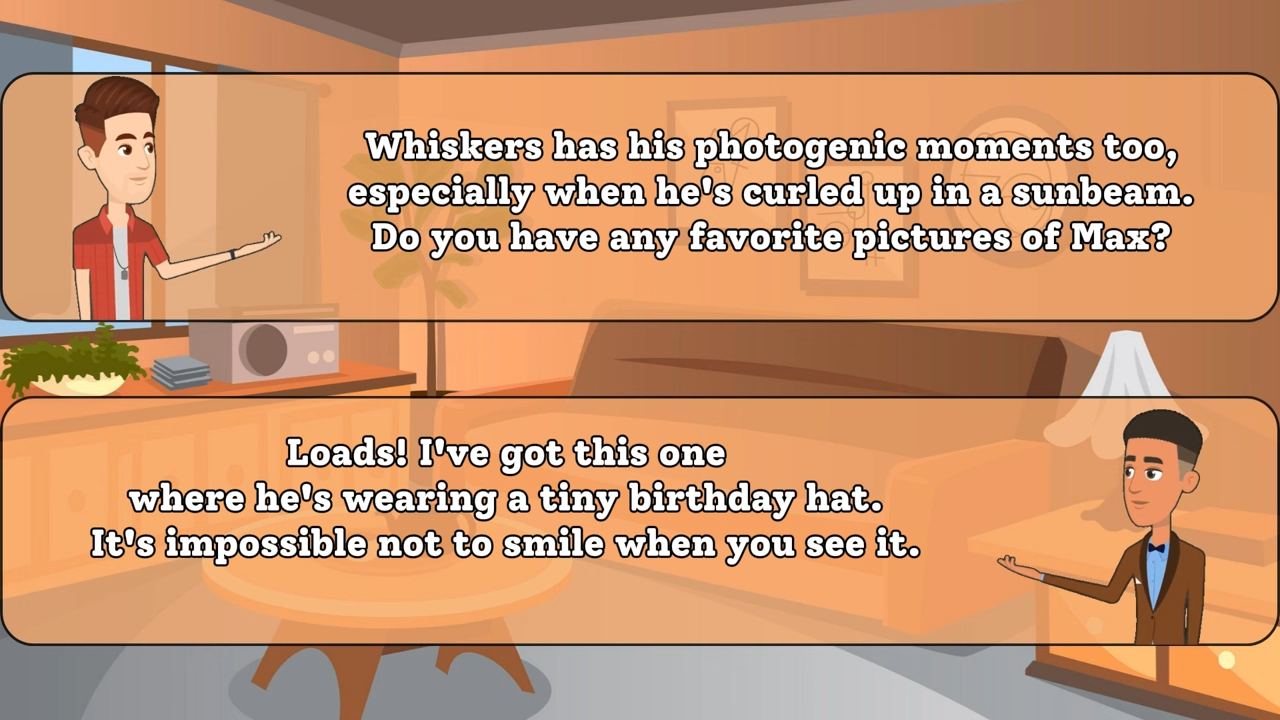 Whiskers has his photogenic moments too,
especially when he's curled up in a sunbeam.
Do you have any favorite pictures of Max?
Loads! I've got this one
where he's wearing a tiny birthday hat.
It's impossible not to smile when you see it.